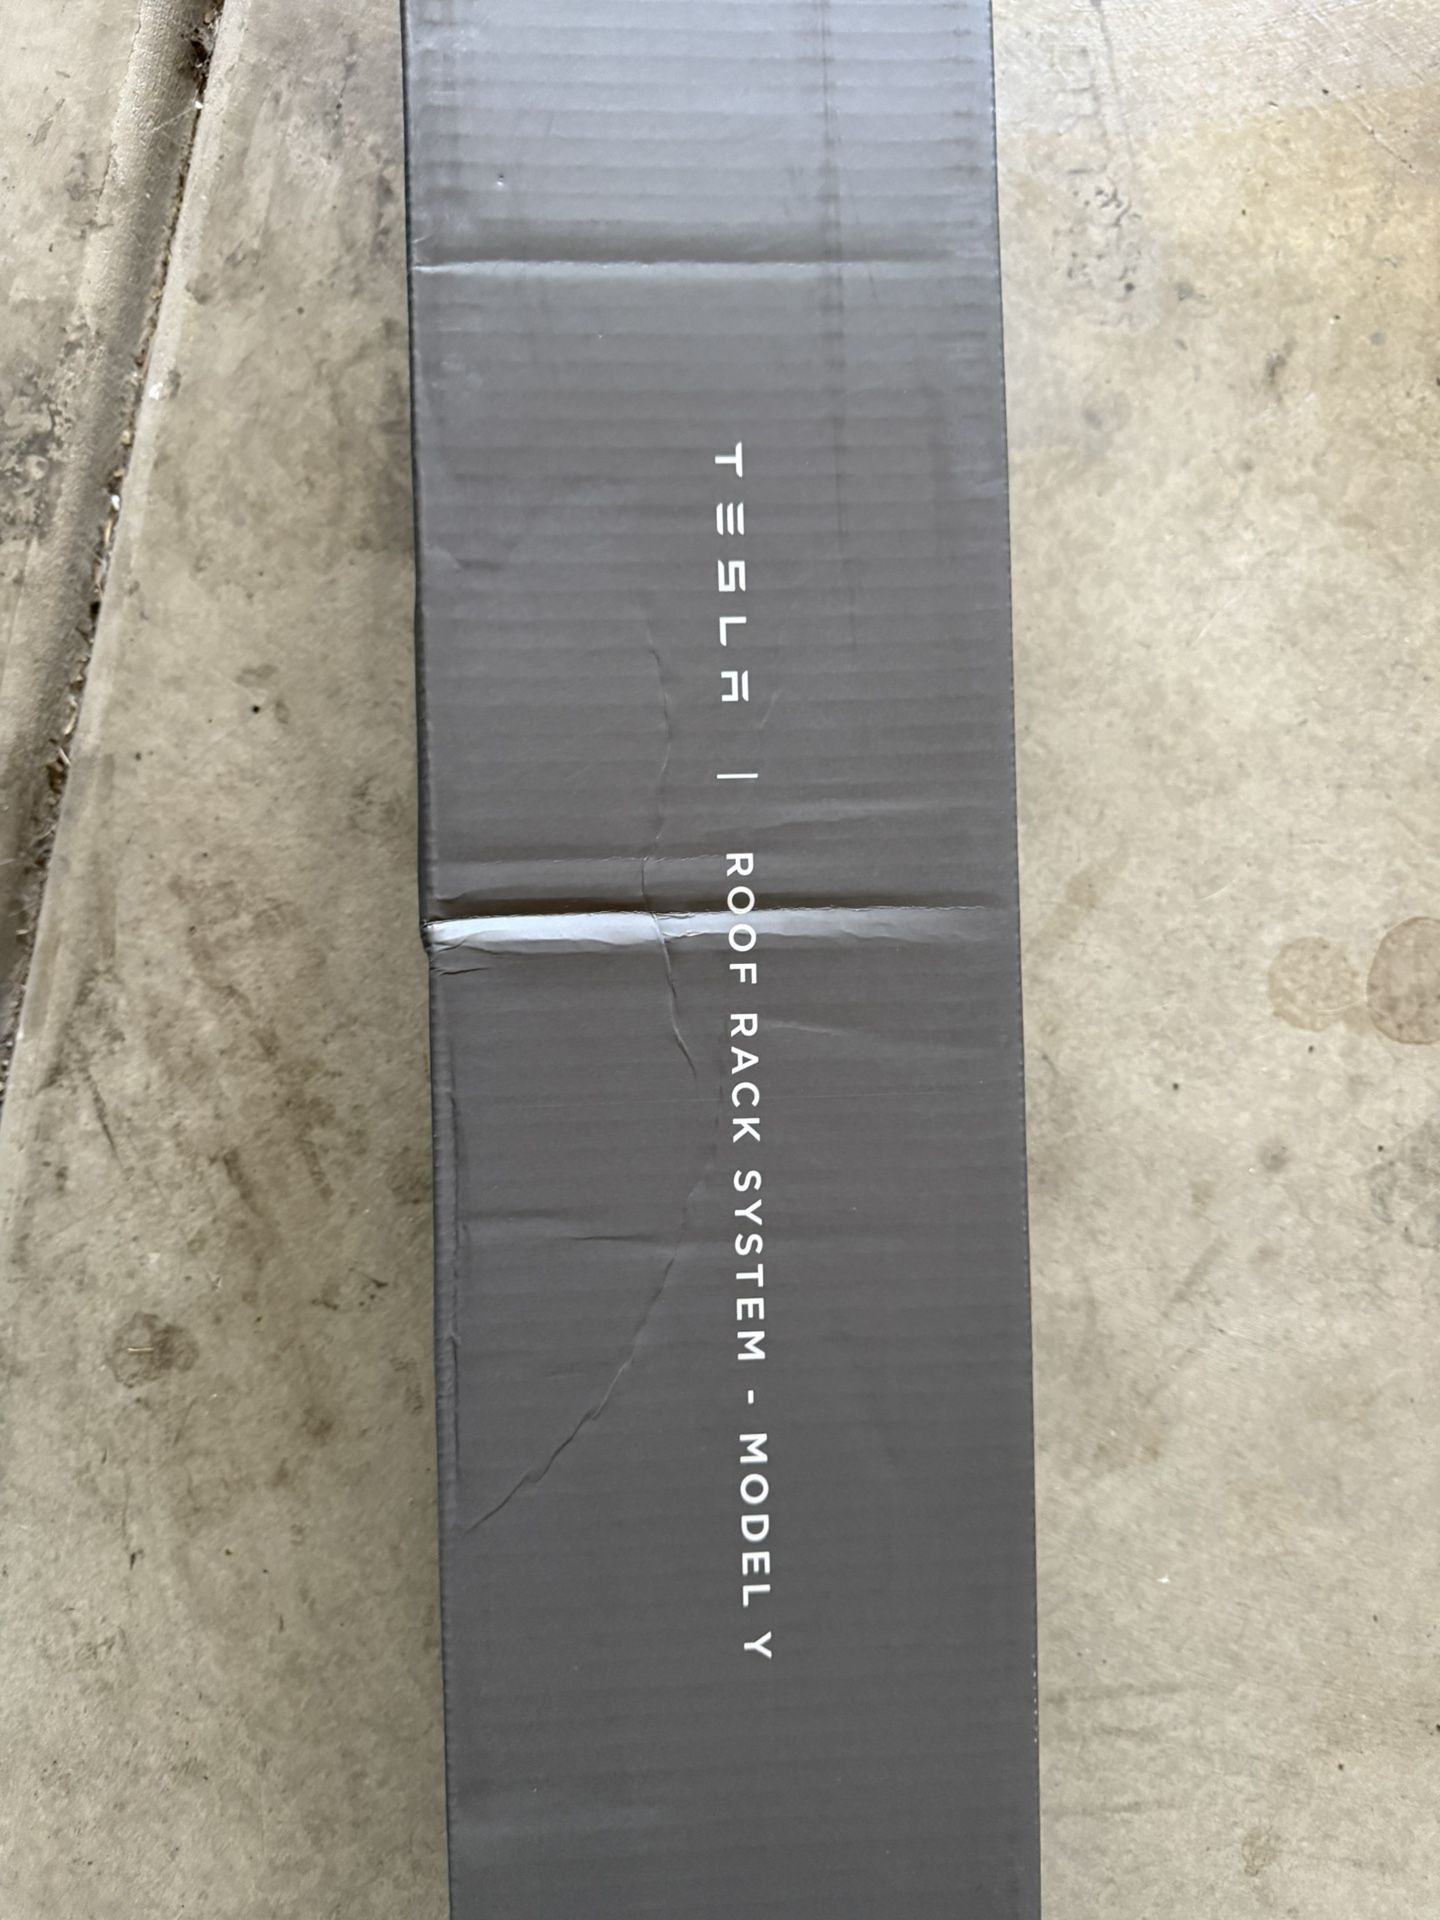 TESLA | ROOF RACK SYSTEM - MODEL Y